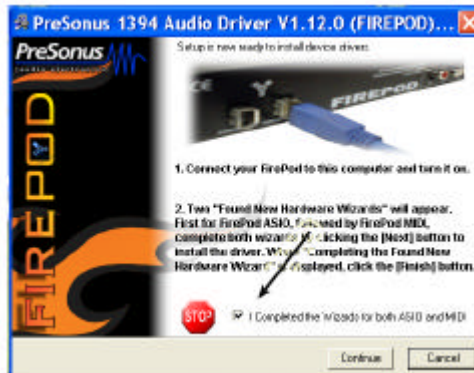 PreSonus 1394 Audio Driver V1.12.0 (FIREPOD)...
PreSonus
Setup is now ready to install device drivers.
FIREPOD
FIREPOD
1. Connect your FirePod to this computer and turn it on.
2. Two "Found New Hardware Wizards" will appear.
First for FirePod ASIO, followed by FirePod MIDI,
complete both wizards by clicking the [Next] button to
install the driver. When "Completing the Found New
Hardware Wizard" is displayed, click the [Finish] button.
STOP
I Completed the Wizards for both ASIO and MIDI
Continue
Cancel